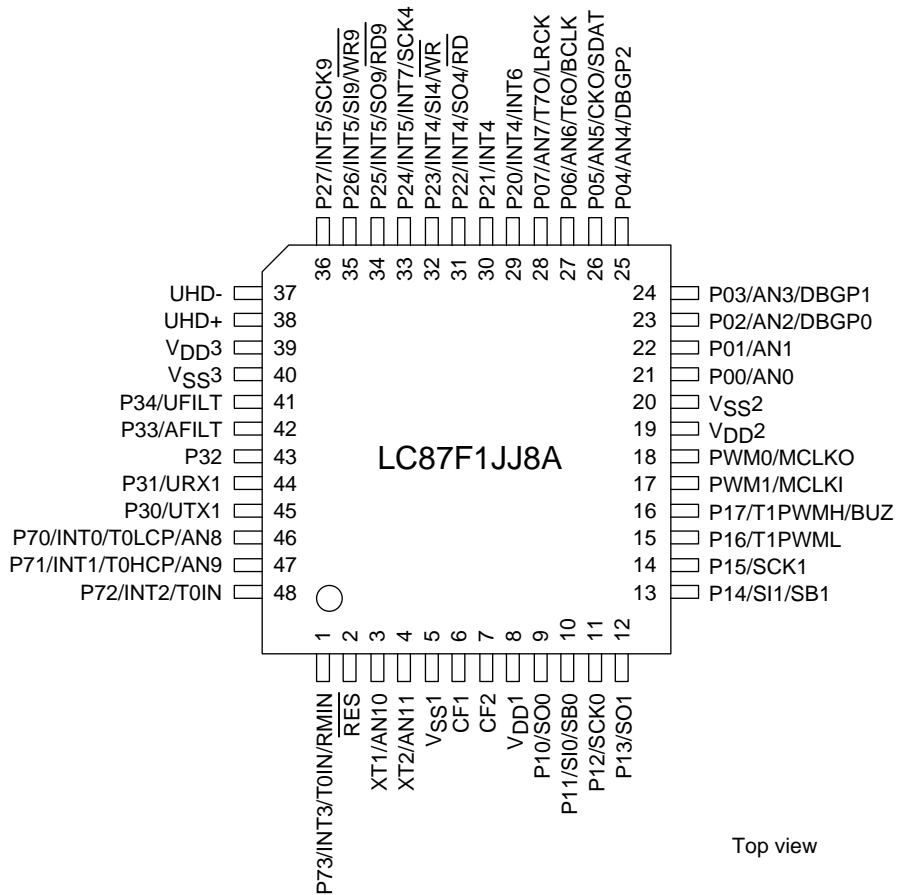 P27/INT5/SCK9
P26/INT5/SI9/WR9
P25/INT5/SO9/RD9
P24/INT5/INT7/SCK4
P23/INT4/SI4/WR
P22/INT4/SO4/RD
P21/INT4
P20/INT4/INT6
P07/AN7/T7O/LRCK
P06/AN6/T6O/BCLK
P05/AN5/CKO/SDAT
P04/AN4/DBGP2
36 35 34 33 32 31 30 29 28 27 26 25
UHD- 37
UHD+ 38
VDD3 39
VSS3 40
P34/UFILT 41
P33/AFILT 42
P32 43
P31/URX1 44
P30/UTX1 45
P70/INT0/T0LCP/AN8 46
P71/INT1/T0HCP/AN9 47
P72/INT2/T0IN 48
LC87F1JJ8A
24 P03/AN3/DBGP1
23 P02/AN2/DBGP0
22 P01/AN1
21 P00/AN0
20 VSS2
19 VDD2
18 PWM0/MCLKO
17 PWM1/MCLKI
16 P17/T1PWMH/BUZ
15 P16/T1PWML
14 P15/SCK1
13 P14/SI1/SB1
1 2 3 4 5 6 7 8 9 10 11 12
P73/INT3/T0IN/RMIN
RES
XT1/AN10
XT2/AN11
VSS1
CF1
CF2
VDD1
P10/SO0
P11/SI0/SB0
P12/SCK0
P13/SO1
Top view